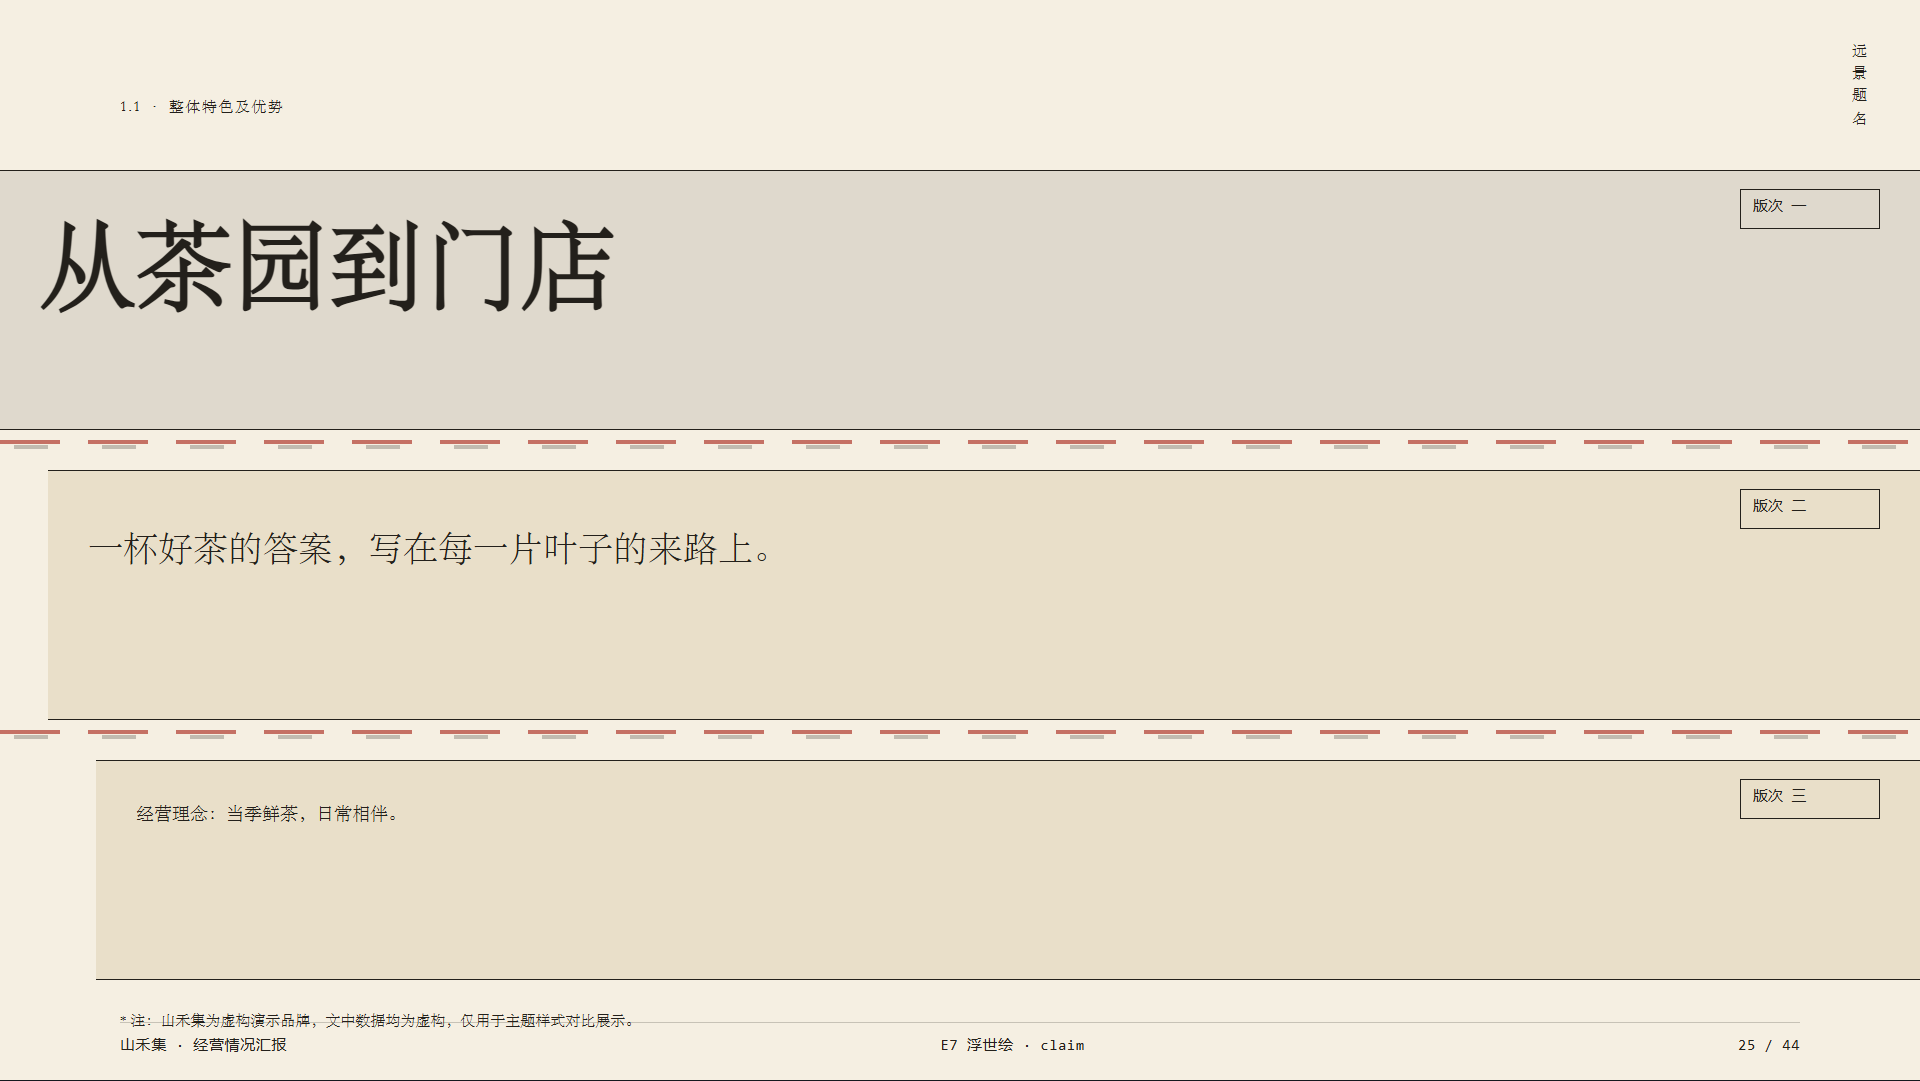 1.1 · 整体特色及优势
远景题名
从茶园到门店
版次 一
一杯好茶的答案，写在每一片叶子的来路上。
版次 二
经营理念：当季鲜茶，日常相伴。
版次 三
* 注：山禾集为虚构演示品牌，文中数据均为虚构，仅用于主题样式对比展示。
山禾集 · 经营情况汇报
E7 浮世绘 · claim
25 / 44